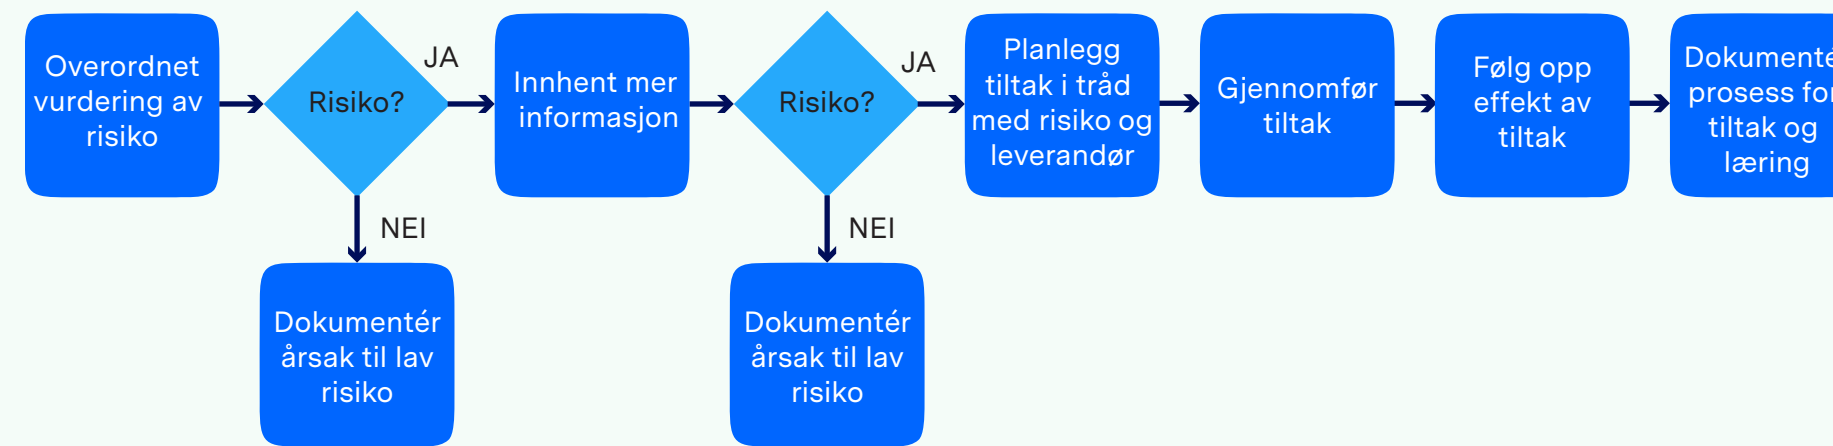 Overordnet
vurdering av
risiko
Risiko?
JA
NEI
Dokumentér
årsak til lav
risiko
Innhent mer
informasjon
Risiko?
JA
NEI
Dokumentér
årsak til lav
risiko
Planlegg
tiltak i tråd
med risiko og
leverandør
Gjennomfør
tiltak
Følg opp
effekt av
tiltak
Dokumenté
prosess for
tiltak og
læring